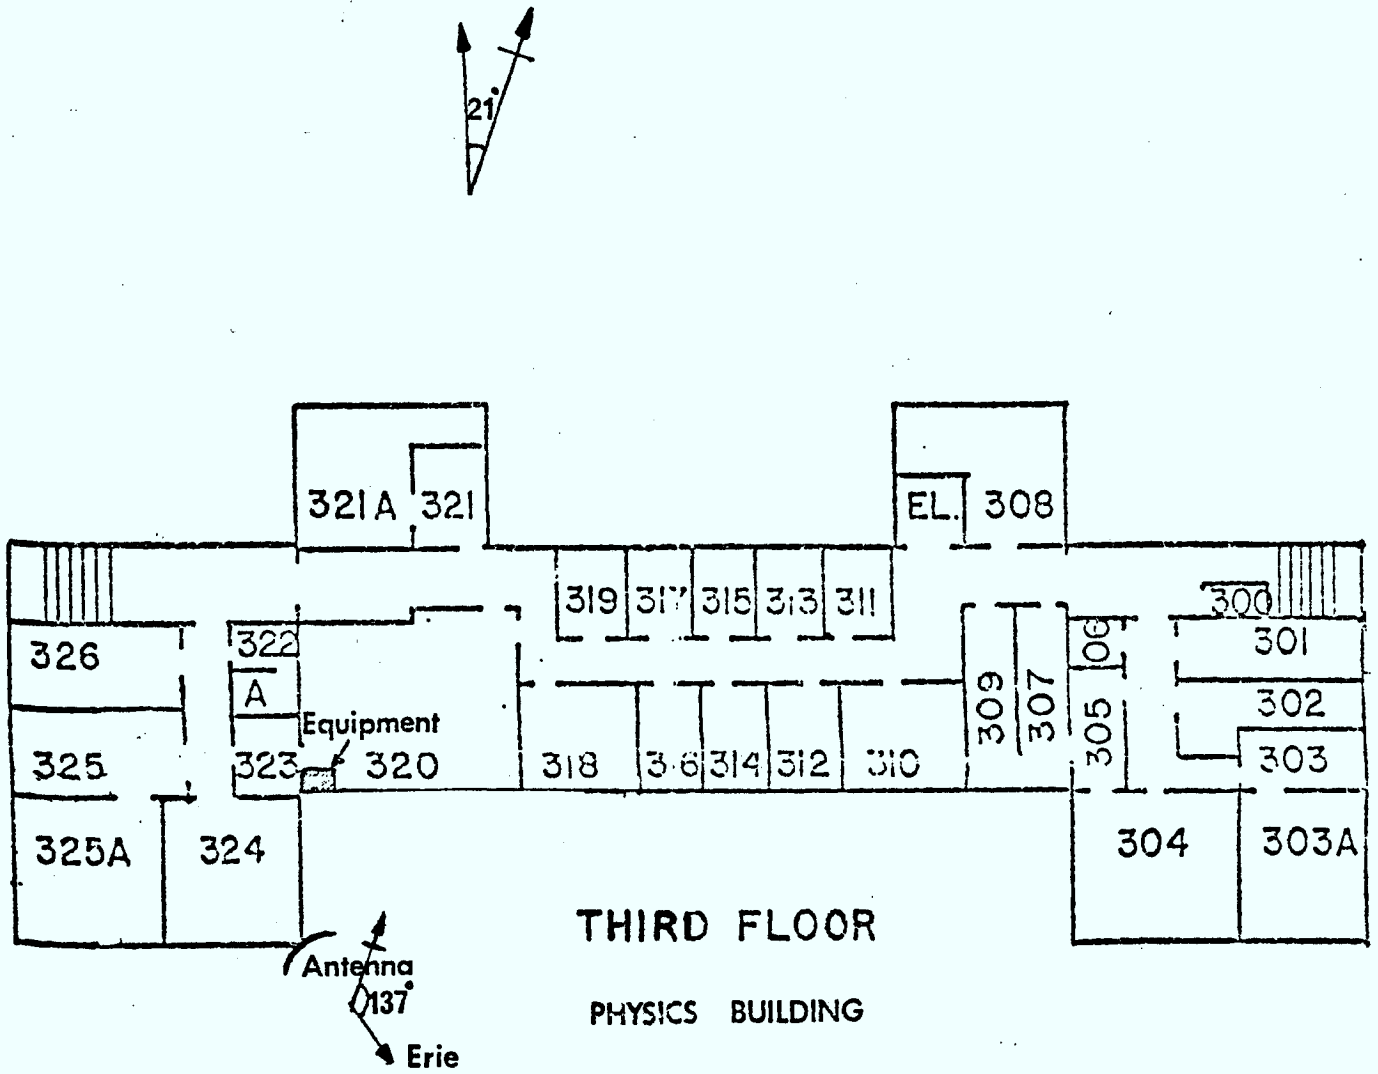 21°
321A 321 EL. 308
319 317 315 313 311 300
326 322 306 301
A 309 307 302
Equipment
325 323 320 318 316 314 312 310 305 303
325A 324 304 303A
THIRD FLOOR
Antenna
137°
PHYSICS BUILDING
Erie